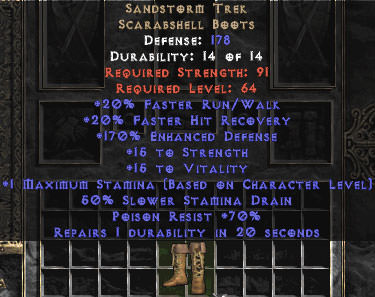 Sandstorm Trek
Scarabshell Boots
Defense: 178
Durability: 14 of 14
Required Strength: 91
Required Level: 64
+20% Faster Run/Walk
+20% Faster Hit Recovery
+170% Enhanced Defense
+15 to Strength
+15 to Vitality
+1 Maximum Stamina (Based on Character Level)
50% Slower Stamina Drain
Poison Resist +70%
Repairs 1 durability in 20 seconds